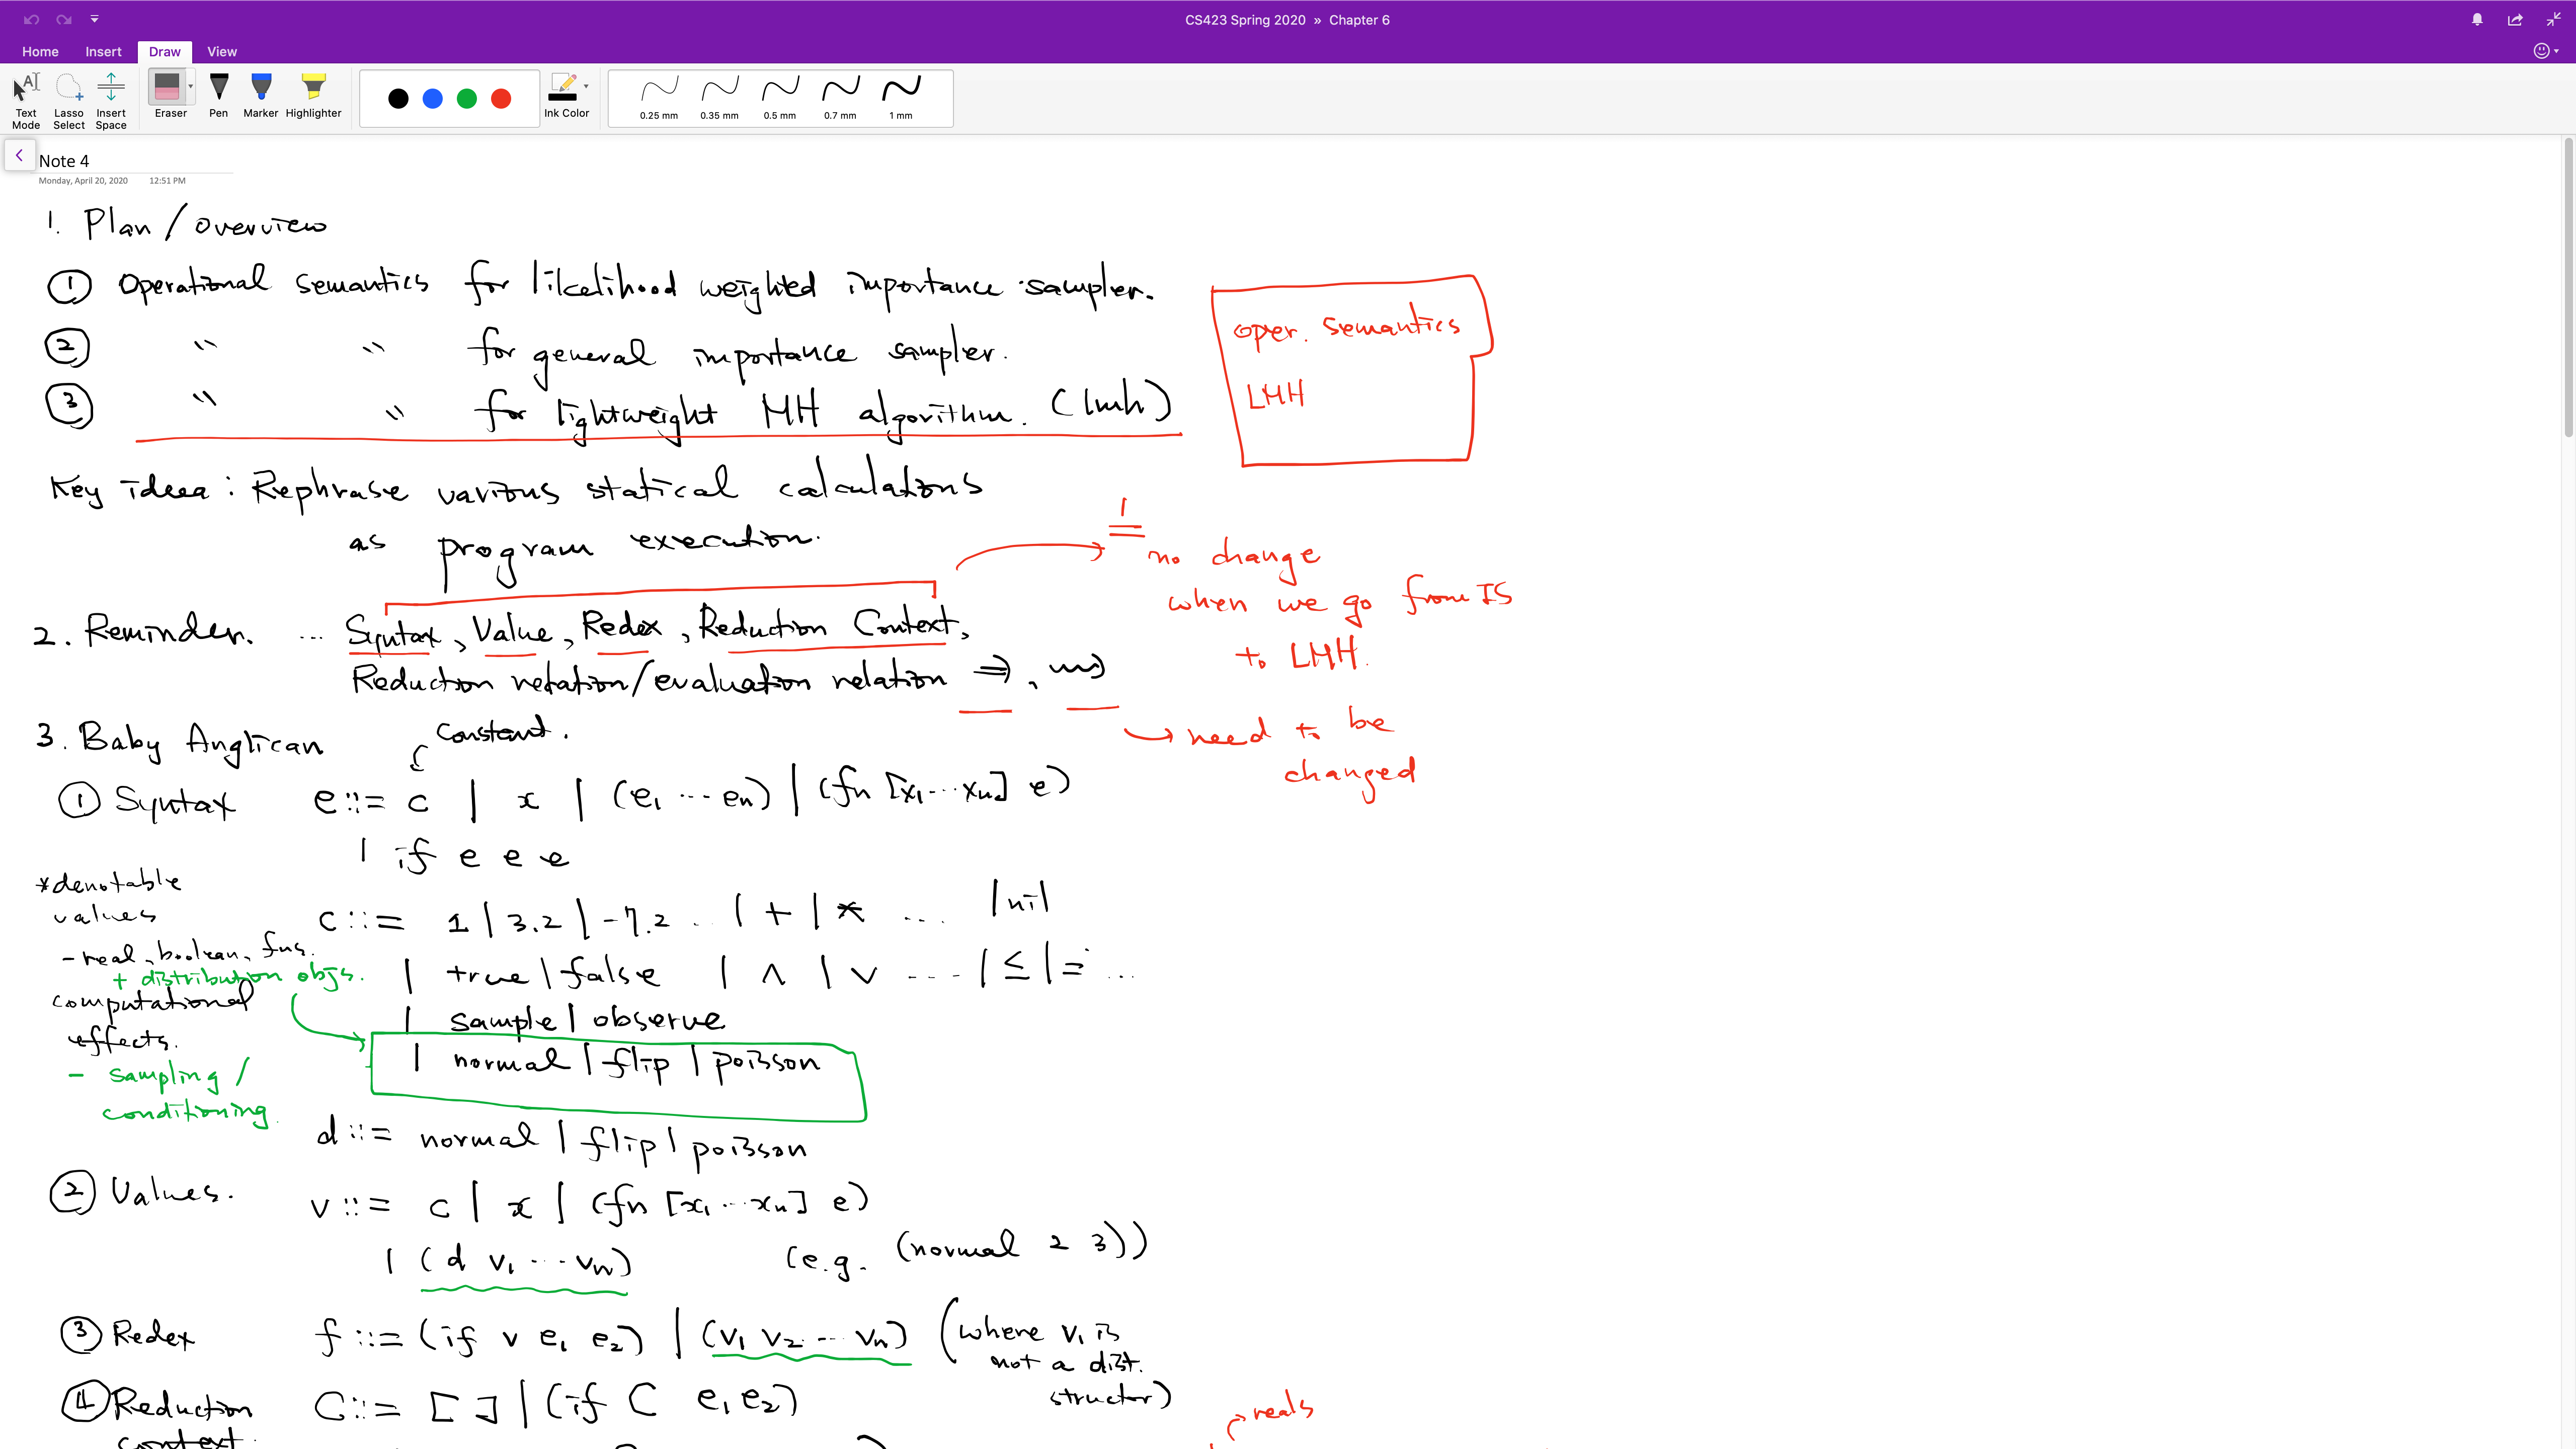 CS423 Spring 2020 » Chapter 6
Home Insert Draw View
Text Mode
Lasso Select
Insert Space
Eraser
Pen
Marker
Highlighter
Ink Color
0.25 mm 0.35 mm 0.5 mm 0.7 mm 1 mm
Note 4
Monday, April 20, 2020 12:51 PM
1. Plan / overview
① Operational semantics for likelihood weighted importance sampler.
② " " for general importance sampler.
③ " " for lightweight MH algorithm. (lmh)
oper. semantics
LMH
Key idea : Rephrase various statical calculations
as program execution.
1
no change
when we go from IS
to LMH.
2. Reminder. ... Syntax, Value, Redex, Reduction Context,
Reduction relation/evaluation relation ⇒, ⇝
need to be
changed
3. Baby Anglican
constant.
① Syntax e ::= c | x | (e1 ... en) | (fn [x1...xn] e)
| if e e e
*denotable
values
- real, boolean, fns.
+ distribution objs.
computational
effects.
- sampling /
conditioning
c ::= 1 | 3.2 | -7.2 ... | + | * ... | nil
| true | false | ∧ | ∨ ... | ≤ | = ...
| sample | observe
| normal | flip | poisson
d ::= normal | flip | poisson
② Values. v ::= c | x | (fn [x1...xn] e)
| (d v1 ... vn) (e.g. (normal 2 3))
③ Redex f ::= (if v e1 e2) | (v1 v2 ... vn) (where v1 is
not a dist.
structor)
④ Reduction C ::= [ ] | (if C e1 e2)
context.
reals